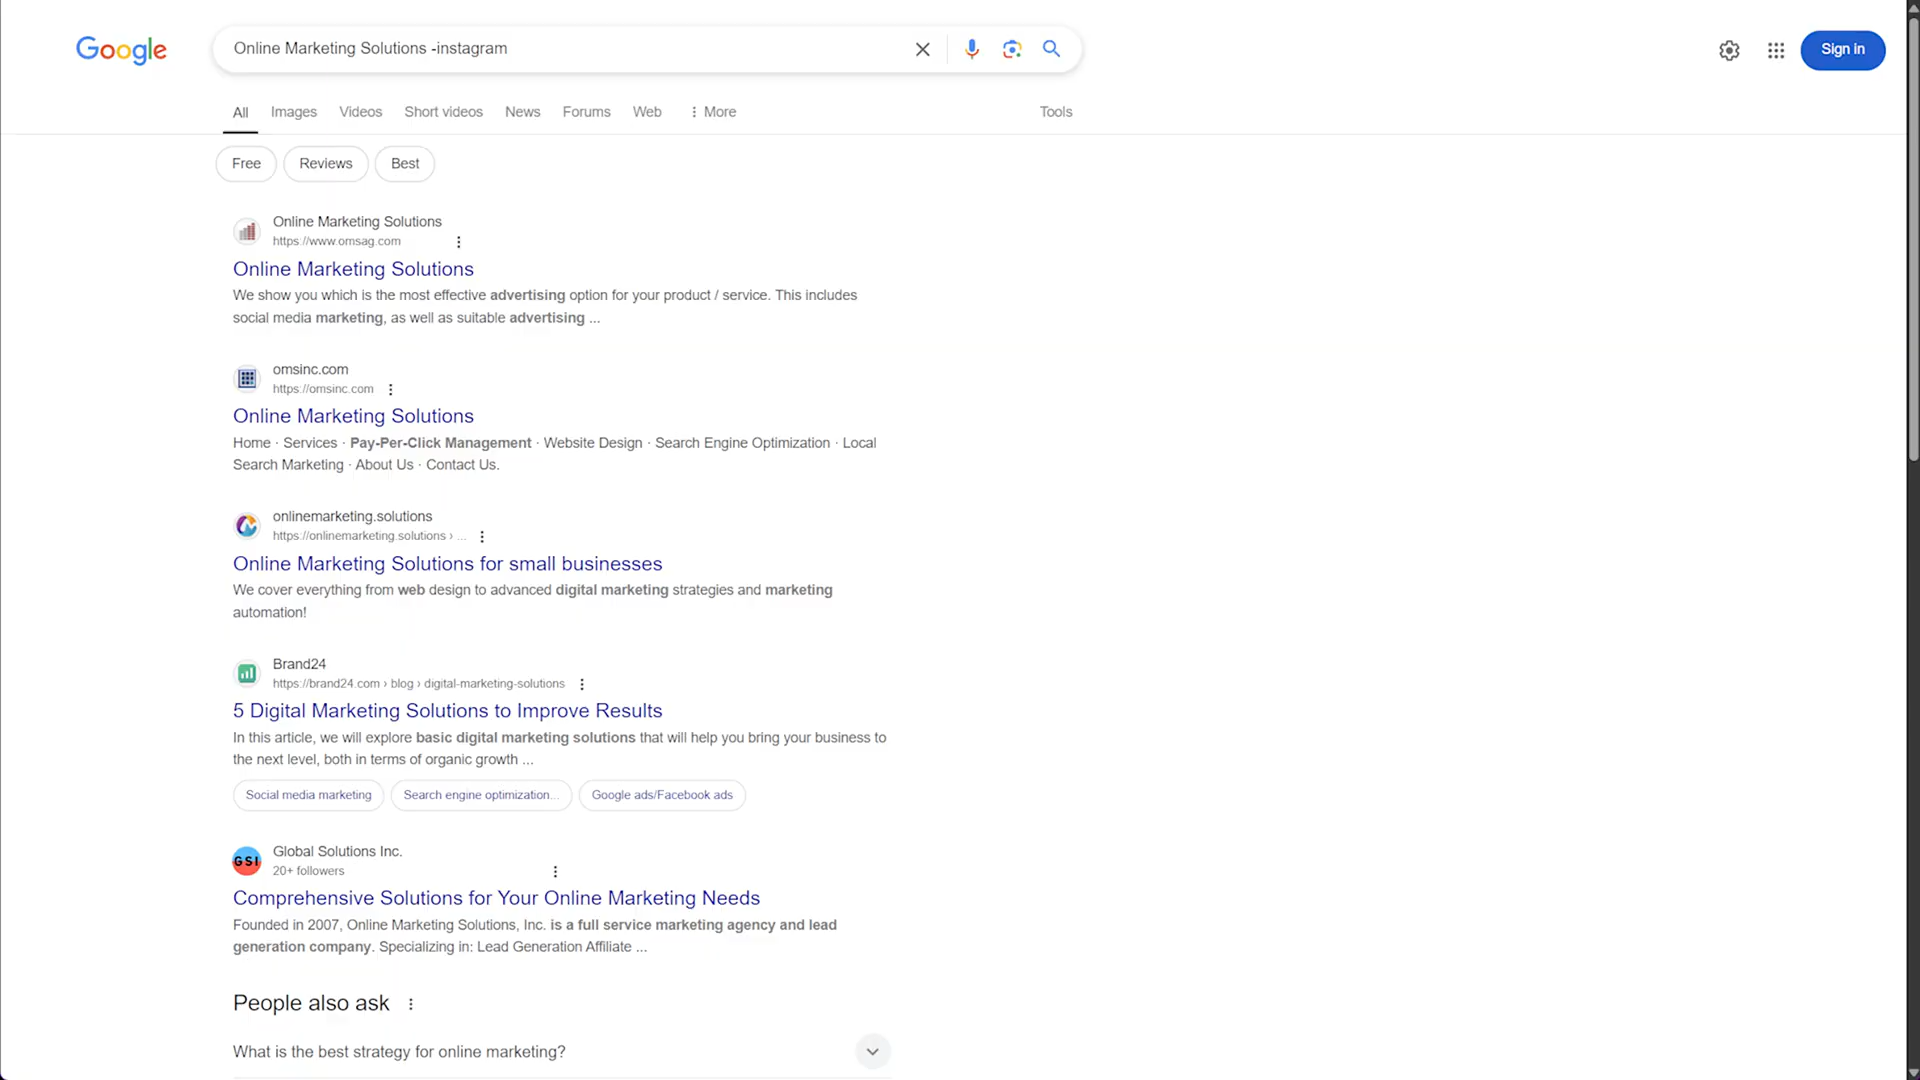 Google
Online Marketing Solutions -instagram
Sign in
All Images Videos Short videos News Forums Web More Tools
Free Reviews Best
Online Marketing Solutions
https://www.omsag.com
Online Marketing Solutions
We show you which is the most effective advertising option for your product / service. This includes
social media marketing, as well as suitable advertising ...
omsinc.com
https://omsinc.com
Online Marketing Solutions
Home · Services · Pay-Per-Click Management · Website Design · Search Engine Optimization · Local
Search Marketing · About Us · Contact Us.
onlinemarketing.solutions
https://onlinemarketing.solutions › ...
Online Marketing Solutions for small businesses
We cover everything from web design to advanced digital marketing strategies and marketing
automation!
Brand24
https://brand24.com › blog › digital-marketing-solutions
5 Digital Marketing Solutions to Improve Results
In this article, we will explore basic digital marketing solutions that will help you bring your business to
the next level, both in terms of organic growth ...
Social media marketing Search engine optimization... Google ads/Facebook ads
GSI
Global Solutions Inc.
20+ followers
Comprehensive Solutions for Your Online Marketing Needs
Founded in 2007, Online Marketing Solutions, Inc. is a full service marketing agency and lead
generation company. Specializing in: Lead Generation Affiliate ...
People also ask
What is the best strategy for online marketing?